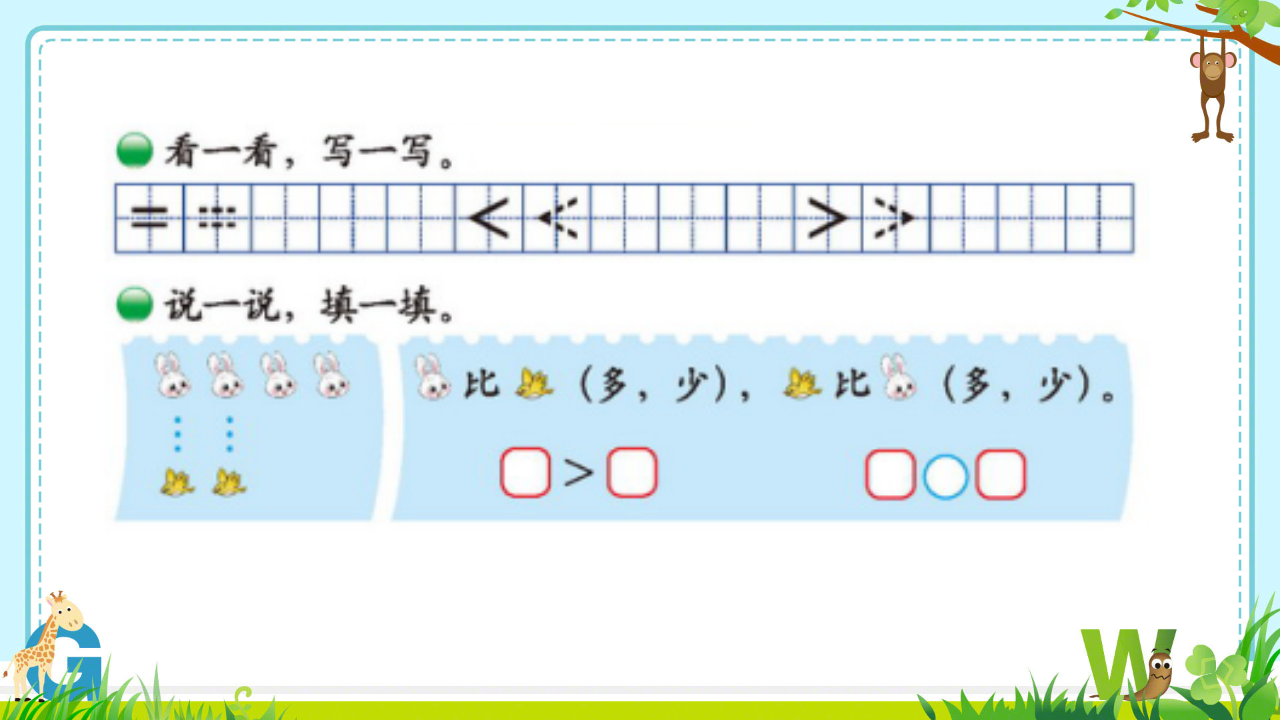 看一看，写一写。
= = < < > >
说一说，填一填。
比（多，少），比（多，少）。
>
G W